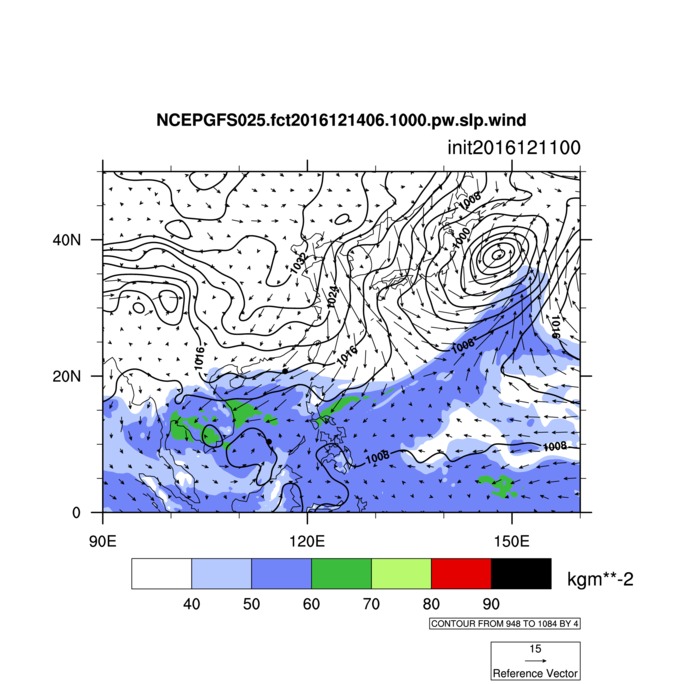 NCEPGFS025.fct2016121406.1000.pw.slp.wind
init2016121100
1008
1000
40N
1032
1024
1016
1016
1016
1008
20N
1008
1008
0
90E 120E 150E
kgm**-2
40 50 60 70 80 90
CONTOUR FROM 948 TO 1084 BY 4
15
Reference Vector